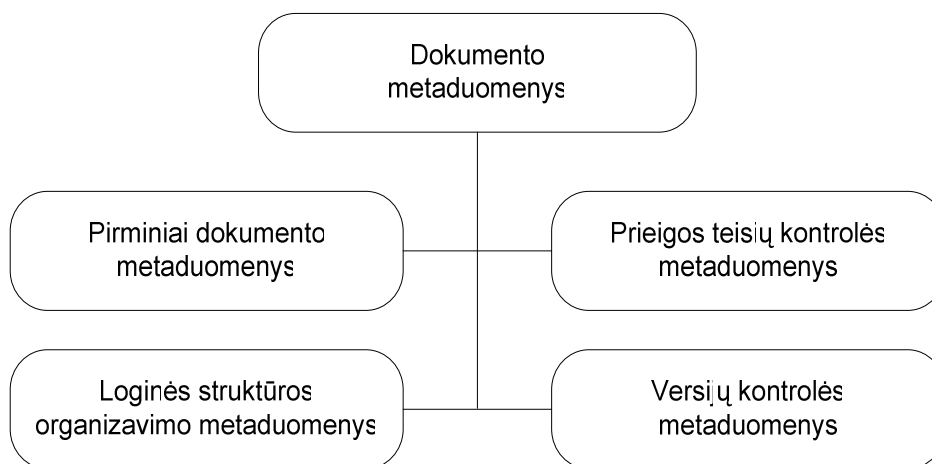 Dokumento
metaduomenys
Pirminiai dokumento
metaduomenys
Prieigos teisių kontrolės
metaduomenys
Loginės struktūros
organizavimo metaduomenys
Versijų kontrolės
metaduomenys